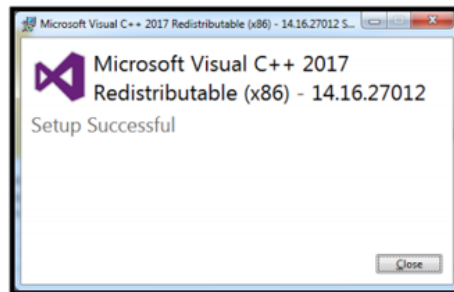 Microsoft Visual C++ 2017 Redistributable (x86) - 14.16.27012 S...
Microsoft Visual C++ 2017
Redistributable (x86) - 14.16.27012
Setup Successful
Close